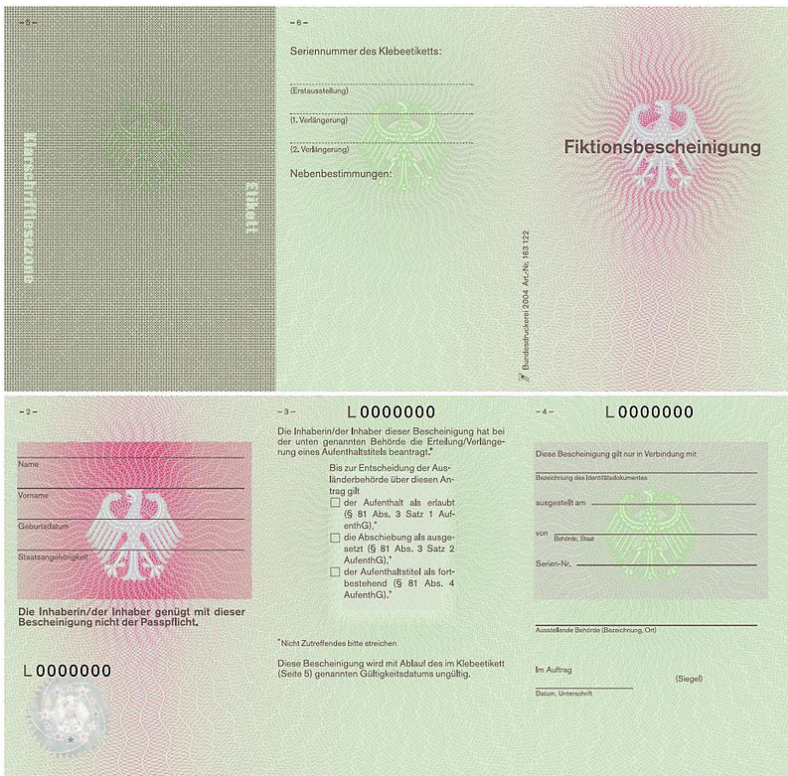 -5-
Klarschriftlesezone
Etikett
-6-
Seriennummer des Klebeetiketts:
(Erstausstellung)
(1. Verlängerung)
(2. Verlängerung)
Nebenbestimmungen:
Fiktionsbescheinigung
Bundesdruckerei 2004 Art.-Nr. 163 122
-2-
Name
Vorname
Geburtsdatum
Staatsangehörigkeit
Die Inhaberin/der Inhaber genügt mit dieser
Bescheinigung nicht der Passpflicht.
L0000000
-3-
L0000000
Die Inhaberin/der Inhaber dieser Bescheinigung hat bei
der unten genannten Behörde die Erteilung/Verlänge-
rung eines Aufenthaltstitels beantragt.*
Bis zur Entscheidung der Aus-
länderbehörde über diesen An-
trag gilt
der Aufenthalt als erlaubt
(§ 81 Abs. 3 Satz 1 Auf-
enthG),*
die Abschiebung als ausge-
setzt (§ 81 Abs. 3 Satz 2
AufenthG),*
der Aufenthaltstitel als fort-
bestehend (§ 81 Abs. 4
AufenthG).*
*Nicht Zutreffendes bitte streichen
Diese Bescheinigung wird mit Ablauf des im Klebeetikett
(Seite 5) genannten Gültigkeitsdatums ungültig.
-4-
L0000000
Diese Bescheinigung gilt nur in Verbindung mit
Bezeichnung des Identitätsdokumentes
ausgestellt am
von
Behörde, Staat
Serien-Nr.
Ausstellende Behörde (Bezeichnung, Ort)
Im Auftrag
(Siegel)
Datum, Unterschrift